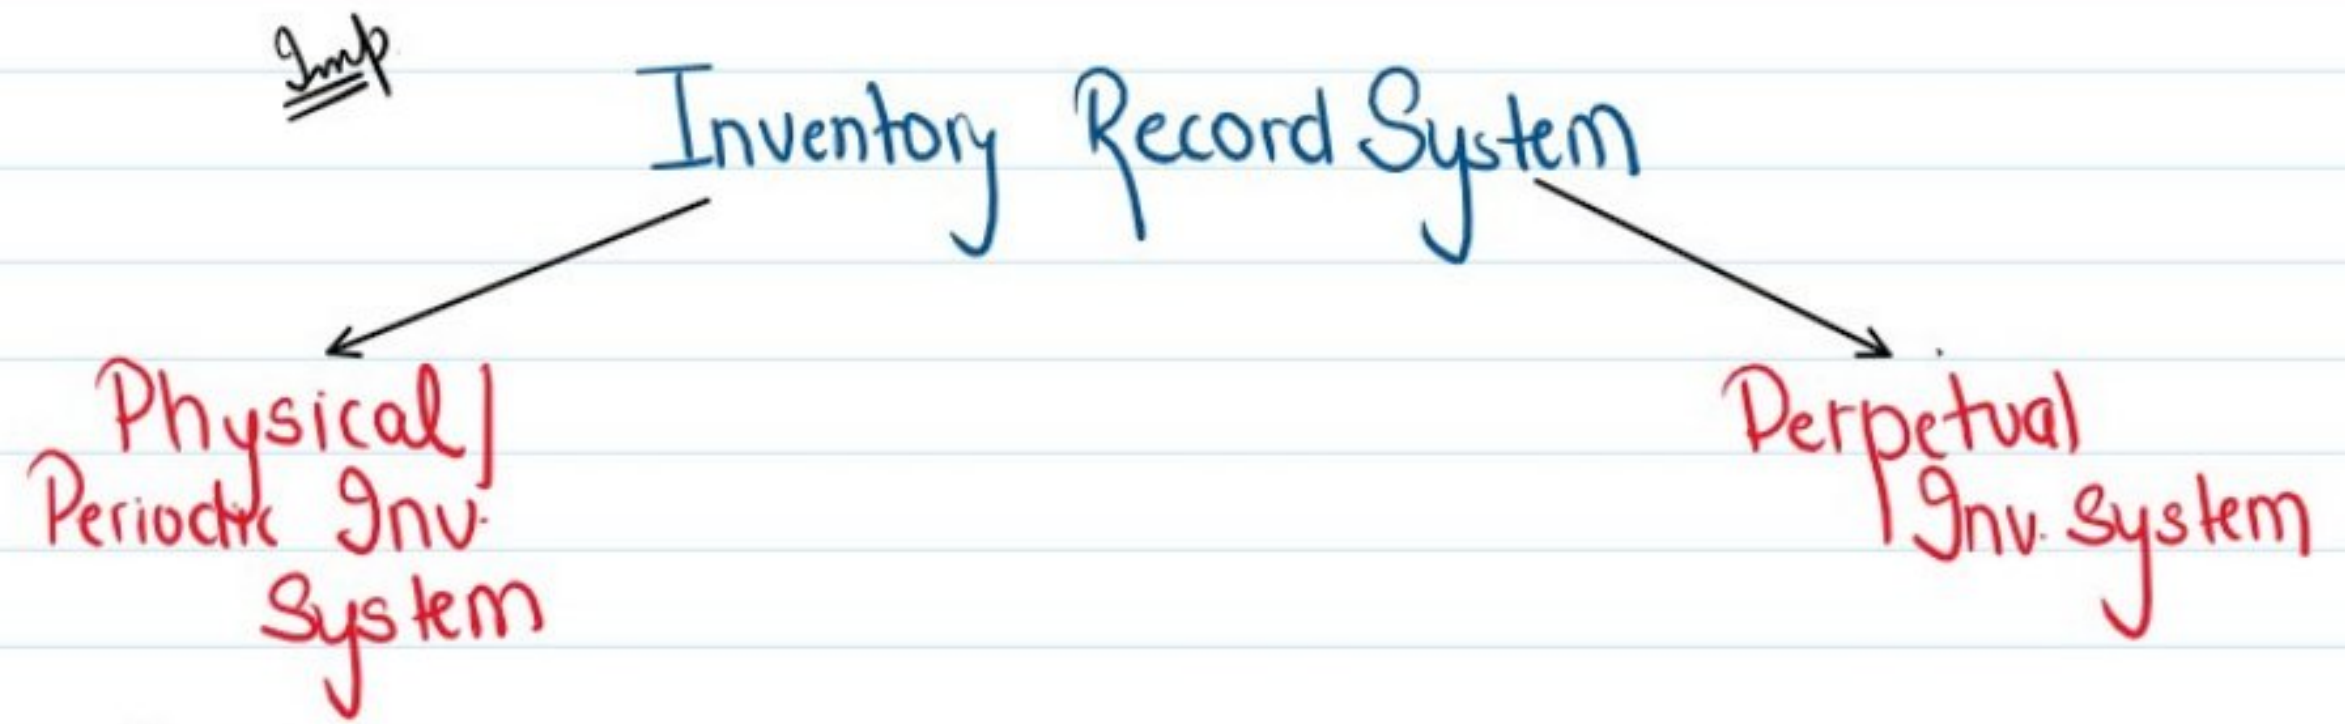 Imp
Inventory Record System
Physical/
Periodic Inv.
System
Perpetual
Inv. System